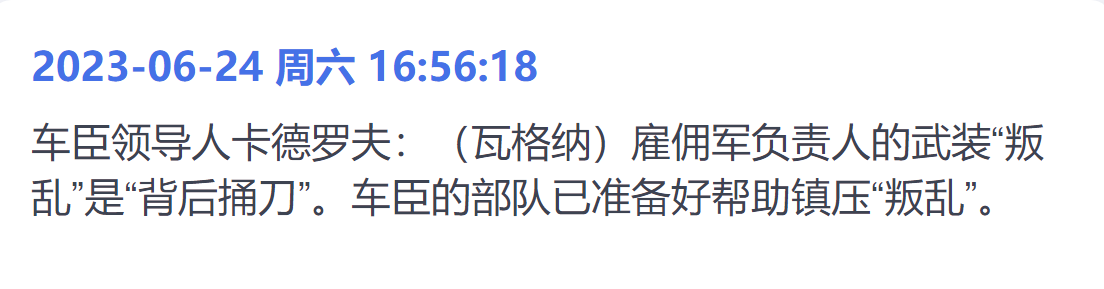 2023-06-24 周六 16:56:18
车臣领导人卡德罗夫：（瓦格纳）雇佣军负责人的武装“叛
乱”是“背后捅刀”。车臣的部队已准备好帮助镇压“叛乱”。